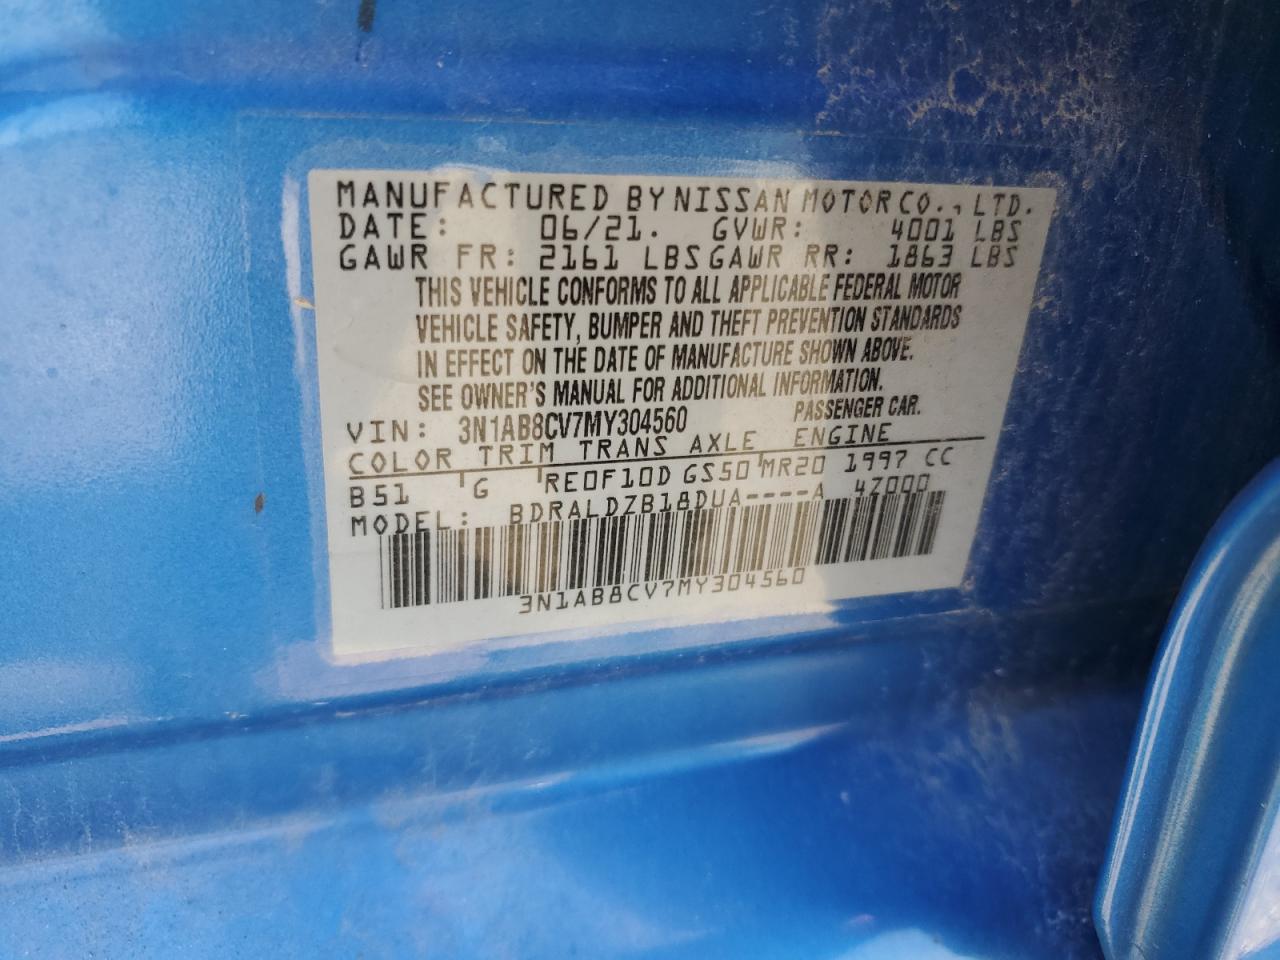 MANUFACTURED BY NISSAN MOTOR CO., LTD.
DATE: 06/21. GVWR: 4001 LBS
GAWR FR: 2161 LBS GAWR RR: 1863 LBS
THIS VEHICLE CONFORMS TO ALL APPLICABLE FEDERAL MOTOR
VEHICLE SAFETY, BUMPER AND THEFT PREVENTION STANDARDS
IN EFFECT ON THE DATE OF MANUFACTURE SHOWN ABOVE.
SEE OWNER'S MANUAL FOR ADDITIONAL INFORMATION.
VIN: 3N1AB8CV7MY304560 PASSENGER CAR.
COLOR TRIM TRANS AXLE ENGINE
B51 G RE0F10D GS50 MR20 1997 CC
MODEL: BDRALDZB18DUA----A 4Z000
3N1AB8CV7MY304560